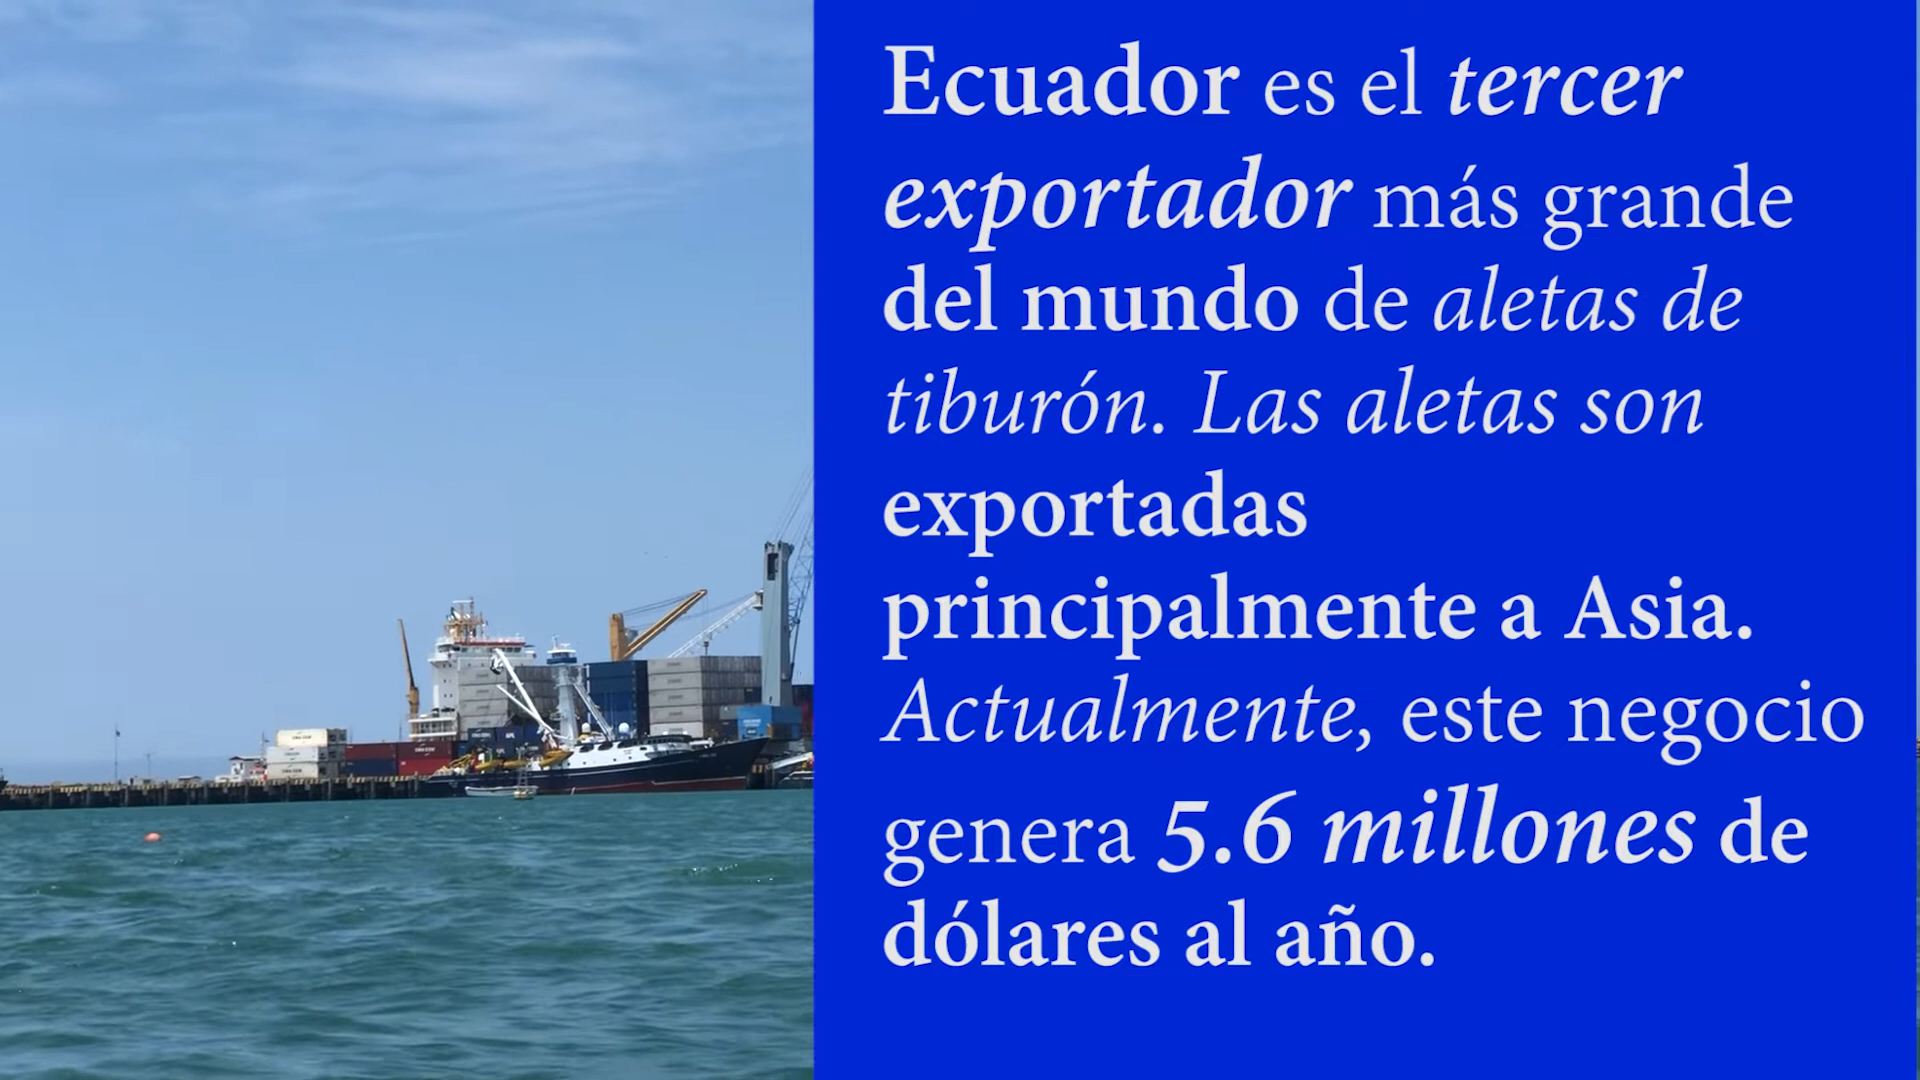 Ecuador es el tercer
exportador más grande
del mundo de aletas de
tiburón. Las aletas son
exportadas
principalmente a Asia.
Actualmente, este negocio
genera 5.6 millones de
dólares al año.